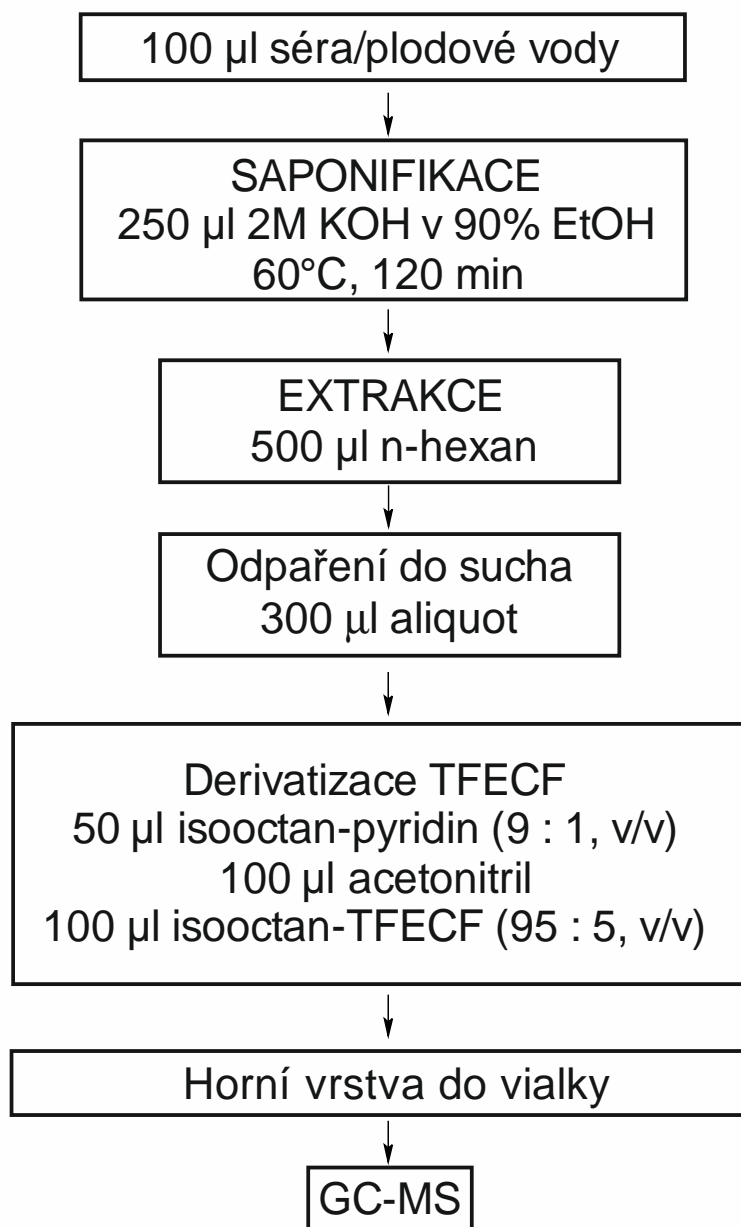 100 µl séra/plodové vody
SAPONIFIKACE
250 µl 2M KOH v 90% EtOH
60°C, 120 min
EXTRAKCE
500 µl n-hexan
Odpaření do sucha
300 µl aliquot
Derivatizace TFECF
50 µl isooctan-pyridin (9 : 1, v/v)
100 µl acetonitril
100 µl isooctan-TFECF (95 : 5, v/v)
Horní vrstva do vialky
GC-MS